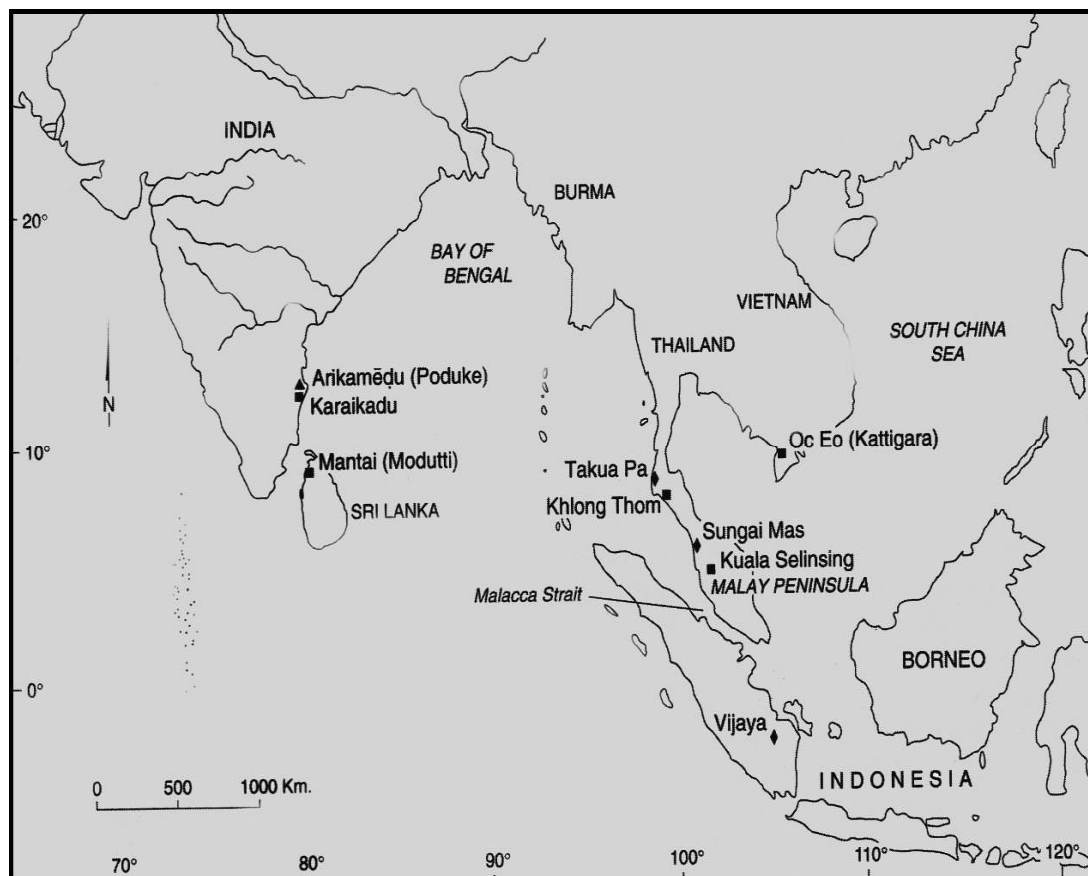 INDIA
BURMA
20°
BAY OF
BENGAL
VIETNAM
SOUTH CHINA
SEA
THAILAND
Arikamēḍu (Poduke)
N
Karaikadu
10°
Oc Eo (Kattigara)
Mantai (Modutti)
Takua Pa
Khlong Thom
SRI LANKA
Sungai Mas
Kuala Selinsing
MALAY PENINSULA
Malacca Strait
BORNEO
0°
Vijaya
INDONESIA
0 500 1000 Km.
70° 80° 90° 100° 110° 120°